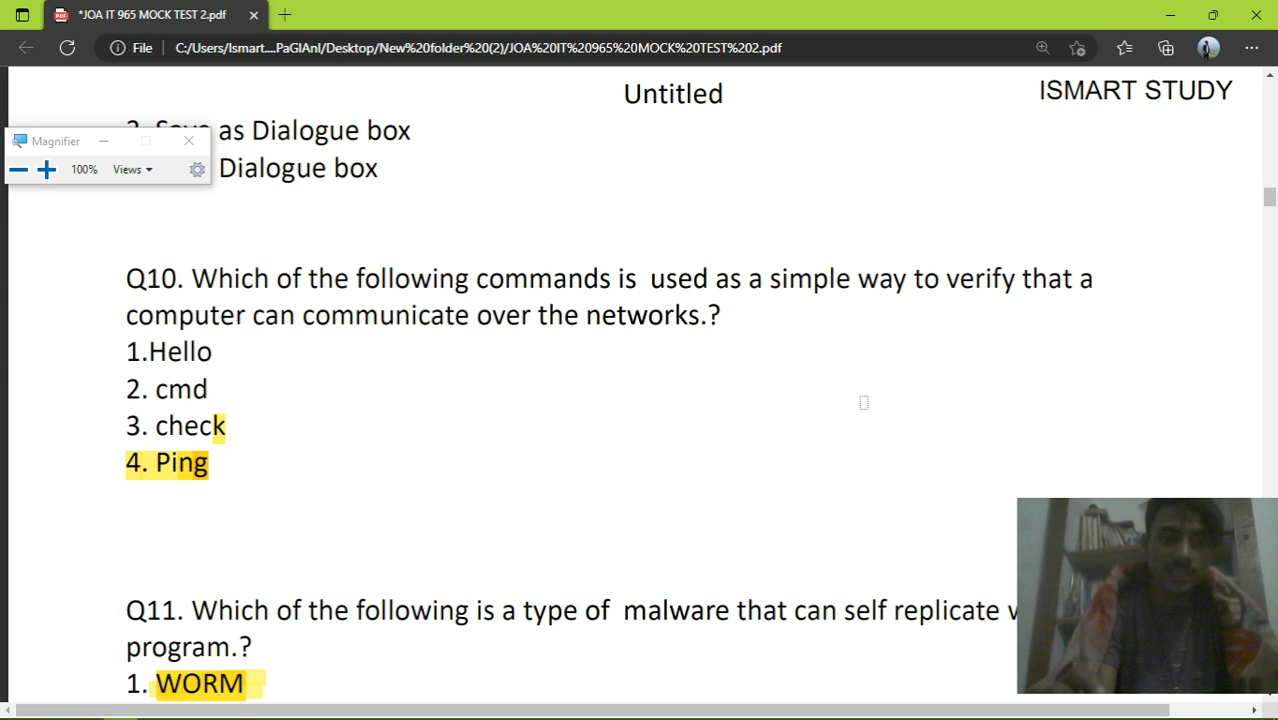 *JOA IT 965 MOCK TEST 2.pdf
File
C:/Users/Ismart....PaGlAnI/Desktop/New%20folder%20(2)/JOA%20IT%20965%20MOCK%20TEST%202.pdf
Untitled
ISMART STUDY
as Dialogue box
Magnifier
100%
Views
Dialogue box
Q10. Which of the following commands is used as a simple way to verify that a
computer can communicate over the networks.?
1.Hello
2. cmd
3. check
4. Ping
Q11. Which of the following is a type of malware that can self replicate
program.?
1. WORM